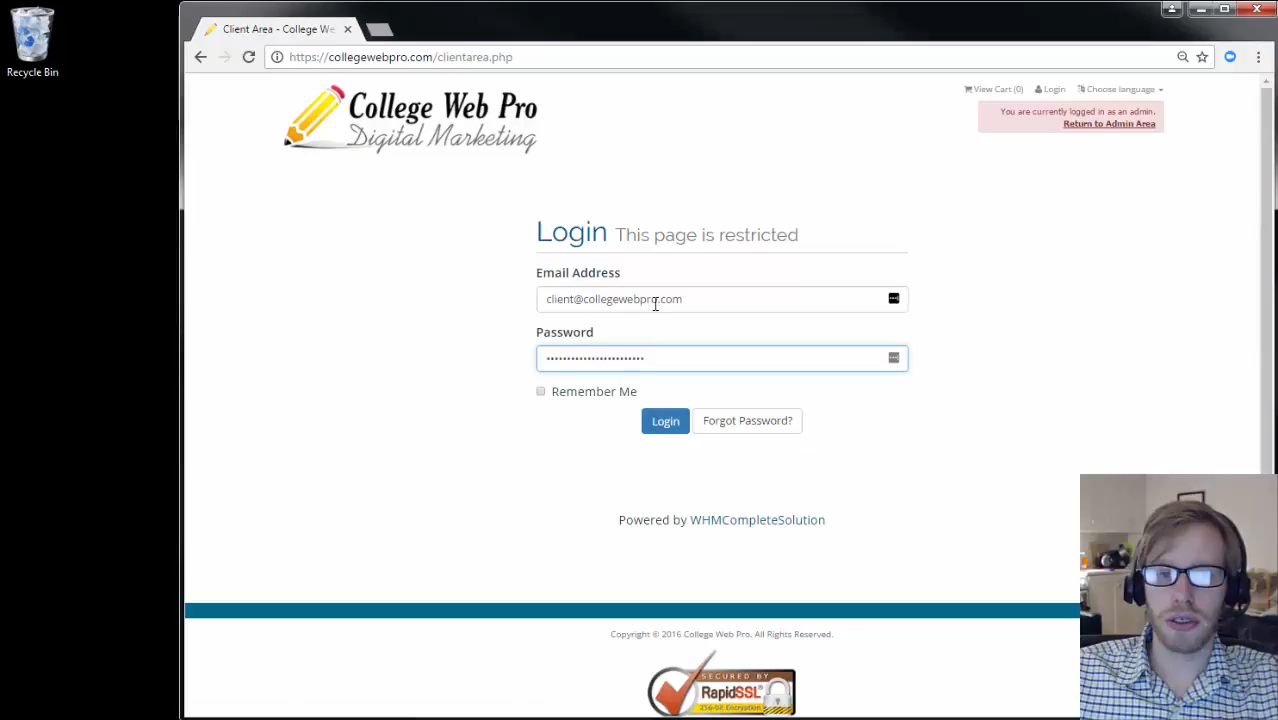 Recycle Bin
Client Area - College We
https://collegewebpro.com/clientarea.php
College Web Pro
Digital Marketing
View Cart (0) Login Choose language
You are currently logged in as an admin.
Return to Admin Area
Login This page is restricted
Email Address
client@collegewebpro.com
Password
Remember Me
Login Forgot Password?
Powered by WHMCompleteSolution
Copyright © 2016 College Web Pro. All Rights Reserved.
SECURED BY
RapidSSL
256-bit Encryption